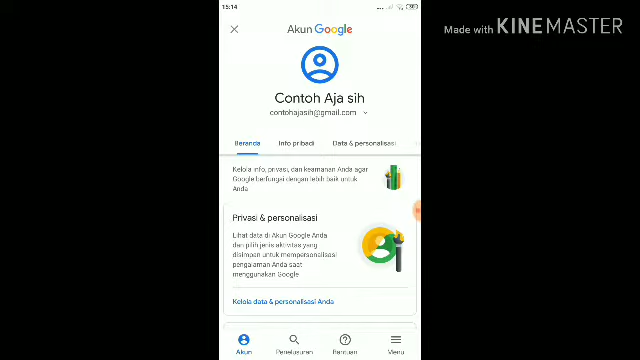 15:14
Akun Google
Made with KINEMASTER
Contoh Aja sih
contohajasih@gmail.com
Beranda Info pribadi Data & personalisasi
Kelola info, privasi, dan keamanan Anda agar
Google berfungsi dengan lebih baik untuk
Anda
Privasi & personalisasi
Lihat data di Akun Google Anda
dan pilih jenis aktivitas yang
disimpan untuk mempersonalisasi
pengalaman Anda saat
menggunakan Google
Kelola data & personalisasi Anda
Akun Penelusuran Bantuan Menu